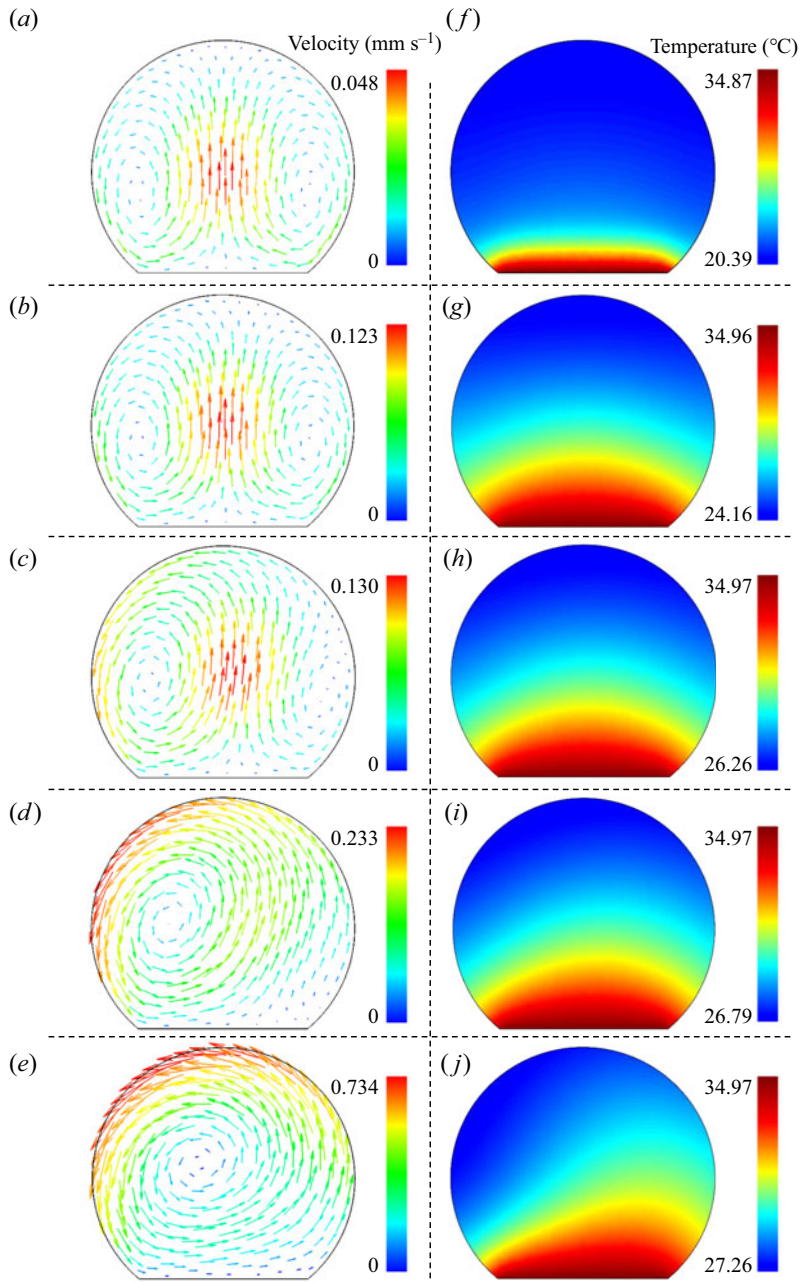 (a)
Velocity (mm s⁻¹)
0.048
0
(f)
Temperature (°C)
34.87
20.39
(b)
0.123
0
(g)
34.96
24.16
(c)
0.130
0
(h)
34.97
26.26
(d)
0.233
0
(i)
34.97
26.79
(e)
0.734
0
(j)
34.97
27.26